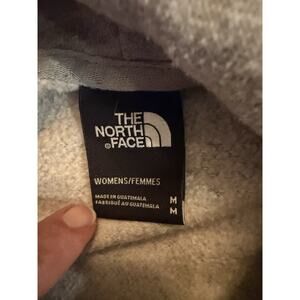 THE
NORTH
®FACE
WOMENS/FEMMES
MADE IN GUATEMALA M
FABRIQUÉ AU GUATEMALA M